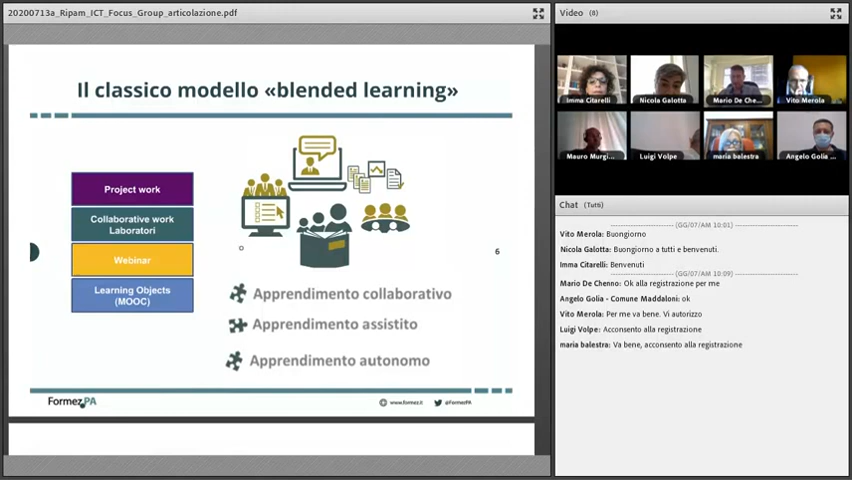 20200713a_Ripam_ICT_Focus_Group_articolazione.pdf
Il classico modello «blended learning»
Project work
Collaborative work
Laboratori
Webinar
Learning Objects
(MOOC)
6
Apprendimento collaborativo
Apprendimento assistito
Apprendimento autonomo
FormezPA
www.formez.it
@FormezPA
Video (8)
Imma Citarelli
Nicola Galotta
Mario De Che...
Vito Merola
Mauro Murgi...
Luigi Volpe
maria balestra
Angelo Golia ...
Chat (Tutti)
(GG/07/AM 10:01)
Vito Merola: Buongiorno
Nicola Galotta: Buongiorno a tutti e benvenuti.
Imma Citarelli: Benvenuti
(GG/07/AM 10:09)
Mario De Chenno: Ok alla registrazione per me
Angelo Golia - Comune Maddaloni: ok
Vito Merola: Per me va bene. Vi autorizzo
Luigi Volpe: Acconsento alla registrazione
maria balestra: Va bene, acconsento alla registrazione